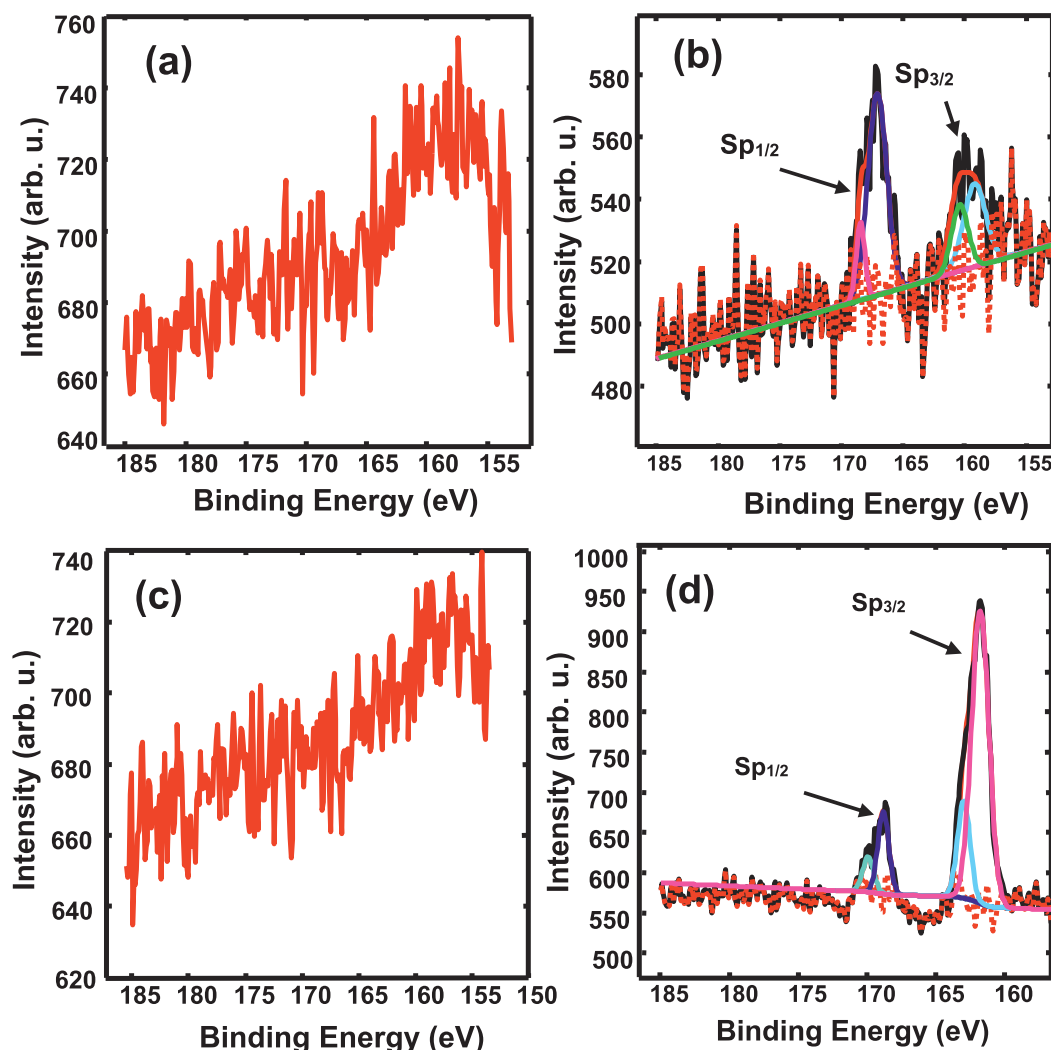 (a)
760
740
720
700
680
660
640
Intensity (arb. u.)
185 180 175 170 165 160 155
Binding Energy (eV)
(b)
Sp3/2
Sp1/2
580
560
540
520
500
480
Intensity (arb. u.)
185 180 175 170 165 160 155
Binding Energy (eV)
(c)
740
720
700
680
660
640
620
Intensity (arb. u.)
185 180 175 170 165 160 155 150
Binding Energy (eV)
(d)
Sp3/2
Sp1/2
1000
950
900
800
750
700
650
600
550
500
Intensity (arb. u.)
185 180 175 170 165 160
Binding Energy (eV)